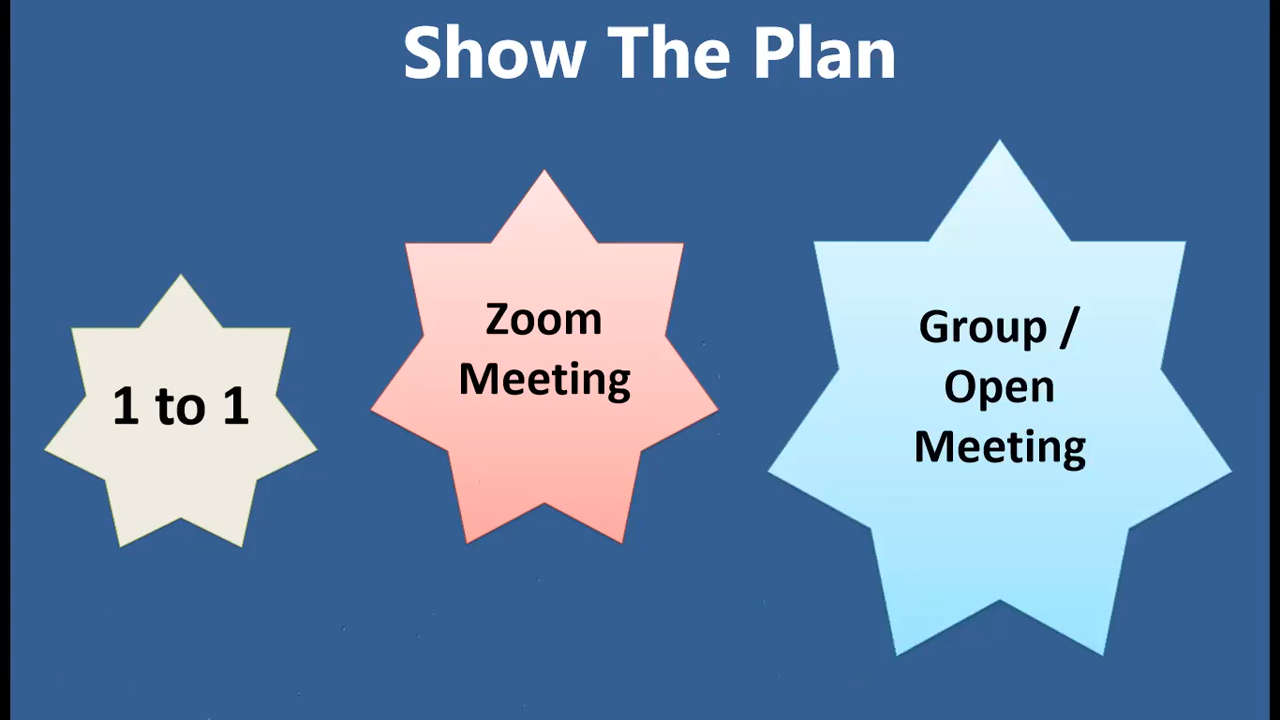 Show The Plan
1 to 1
Zoom
Meeting
Group /
Open
Meeting